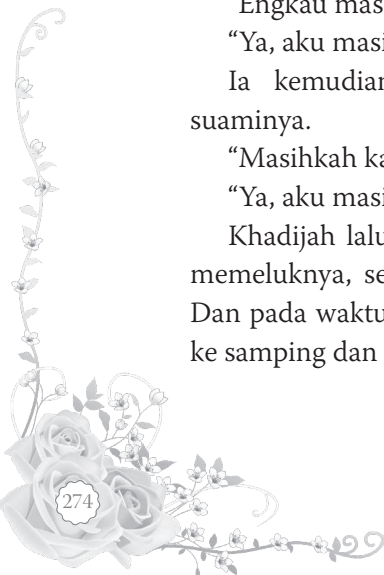 “Engkau mas
“Ya, aku masi
Ia kemudian
suaminya.
“Masihkah ka
“Ya, aku masi
Khadijah lalu
memeluknya, se
Dan pada waktu
ke samping dan
274